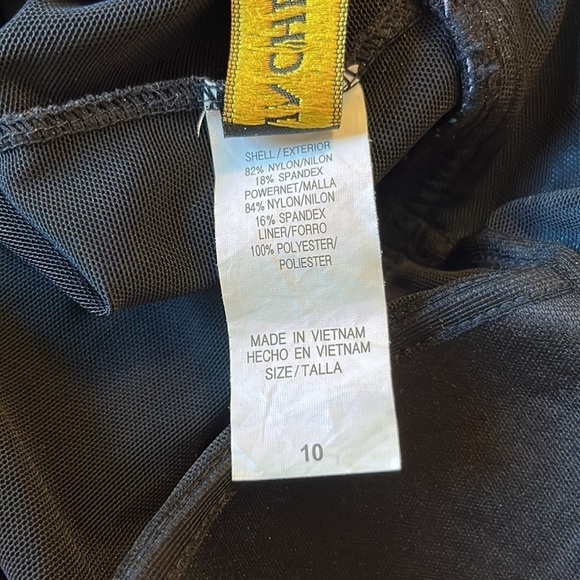 SHELL/EXTERIOR
82% NYLON/NILON
18% SPANDEX
POWERNET/MALLA
84% NYLON/NILON
16% SPANDEX
LINER/FORRO
100% POLYESTER/
POLIESTER
MADE IN VIETNAM
HECHO EN VIETNAM
SIZE/TALLA
10